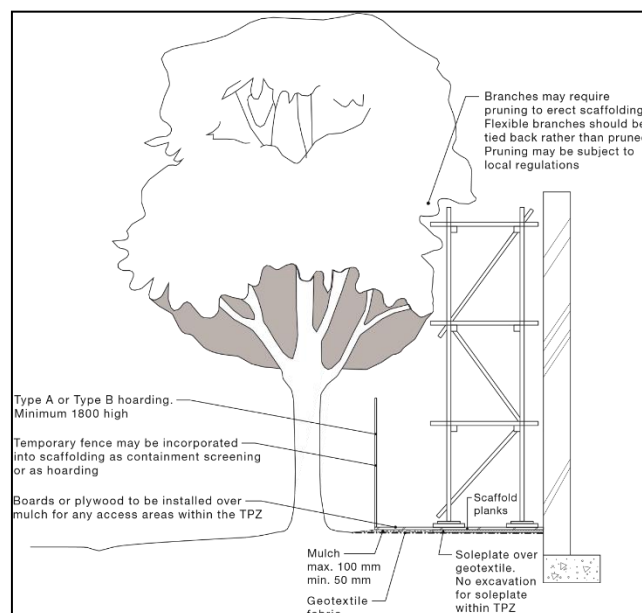 Branches may require
pruning to erect scaffolding
Flexible branches should be
tied back rather than prune
Pruning may be subject to
local regulations
Type A or Type B hoarding.
Minimum 1800 high
Temporary fence may be incorporated
into scaffolding as containment screening
or as hoarding
Boards or plywood to be installed over
mulch for any access areas within the TPZ
Scaffold
planks
Mulch
max. 100 mm
min. 50 mm
Geotextile
fabric
Soleplate over
geotextile.
No excavation
for soleplate
within TPZ